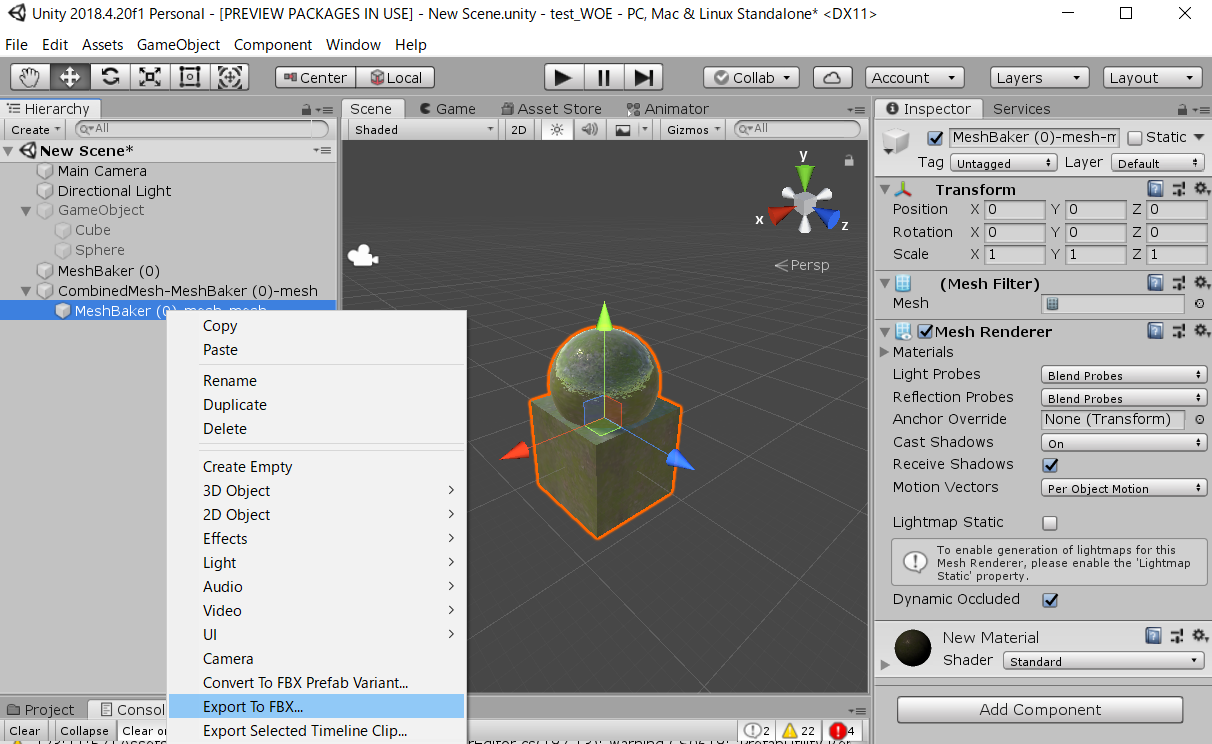 Unity 2018.4.20f1 Personal - [PREVIEW PACKAGES IN USE] - New Scene.unity - test_WOE - PC, Mac & Linux Standalone* <DX11>
File Edit Assets GameObject Component Window Help
Center Local Collab Account Layers Layout
Hierarchy
Create All
New Scene*
Main Camera
Directional Light
GameObject
Cube
Sphere
MeshBaker (0)
CombinedMesh-MeshBaker (0)-mesh
MeshBaker (0)-mesh-mesh
Copy
Paste
Rename
Duplicate
Delete
Create Empty
3D Object
2D Object
Effects
Light
Audio
Video
UI
Camera
Convert To FBX Prefab Variant...
Export To FBX...
Export Selected Timeline Clip...
Scene Game Asset Store Animator
Shaded 2D Gizmos All
y
x
z
Persp
Project Consol
Clear Collapse Clear on
2 22 4
Inspector Services
MeshBaker (0)-mesh-m Static
Tag Untagged Layer Default
Transform
Position X 0 Y 0 Z 0
Rotation X 0 Y 0 Z 0
Scale X 1 Y 1 Z 1
(Mesh Filter)
Mesh
Mesh Renderer
Materials
Light Probes Blend Probes
Reflection Probes Blend Probes
Anchor Override None (Transform)
Cast Shadows On
Receive Shadows
Motion Vectors Per Object Motion
Lightmap Static
To enable generation of lightmaps for this
Mesh Renderer, please enable the 'Lightmap
Static' property.
Dynamic Occluded
New Material
Shader Standard
Add Component